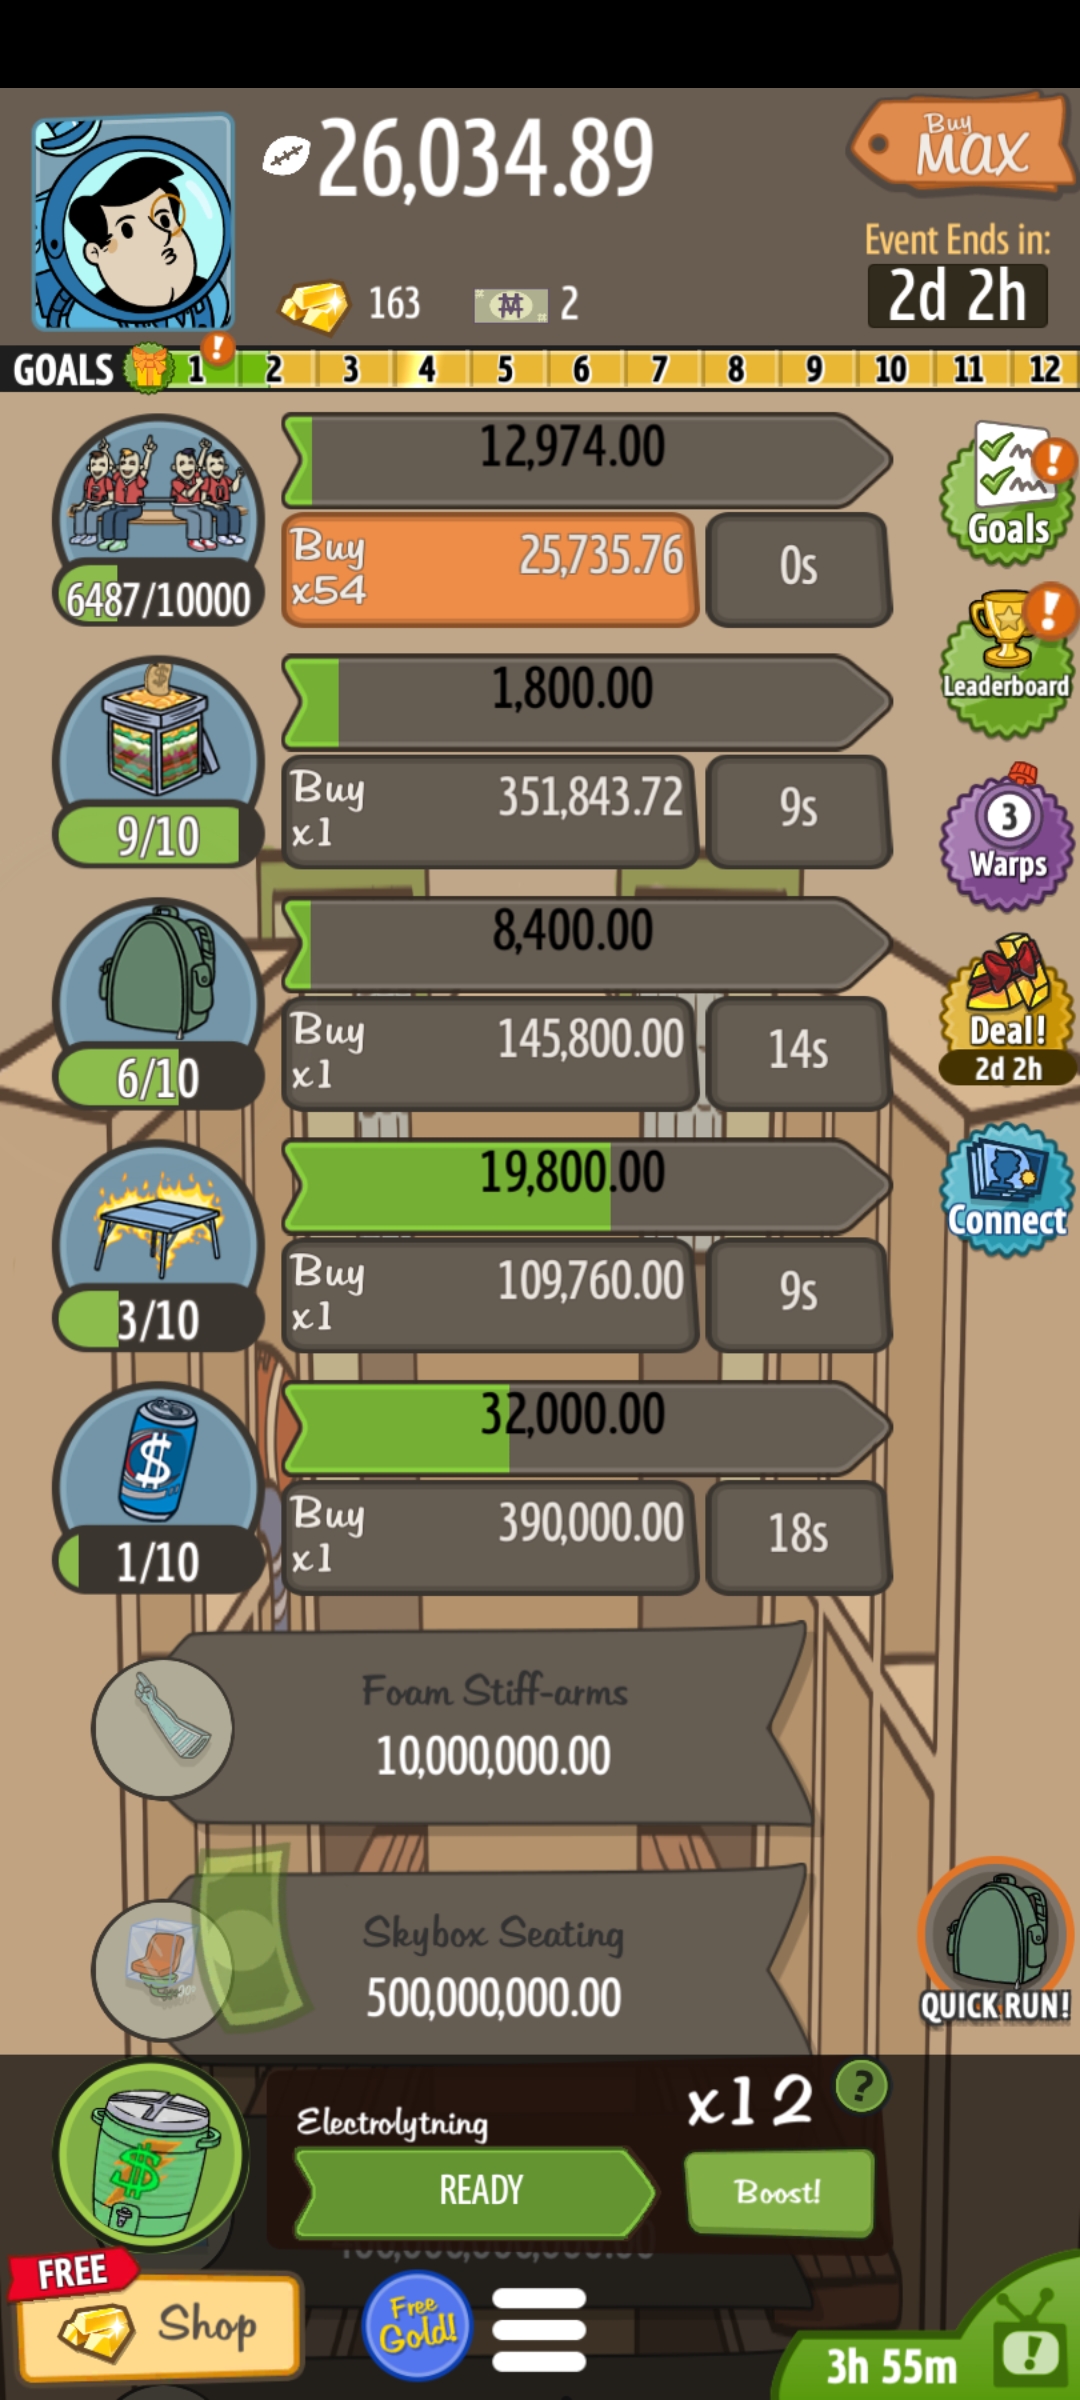 26,034.89
Buy
MAX
Event Ends in:
2d 2h
163
2
GOALS 1 ! 2 3 4 5 6 7 8 9 10 11 12
12,974.00
Buy
x54
25,735.76
0s
6487/10000
!
Goals
1,800.00
Buy
x1
351,843.72
9s
9/10
!
Leaderboard
3
Warps
8,400.00
Buy
x1
145,800.00
14s
6/10
Deal!
2d 2h
19,800.00
Buy
x1
109,760.00
9s
3/10
Connect
32,000.00
Buy
x1
390,000.00
18s
$
1/10
Foam Stiff-arms
10,000,000.00
Skybox Seating
500,000,000.00
QUICK RUN!
$
Electrolytning
x12
?
READY
Boost!
FREE
Shop
Free
Gold!
3h 55m
!